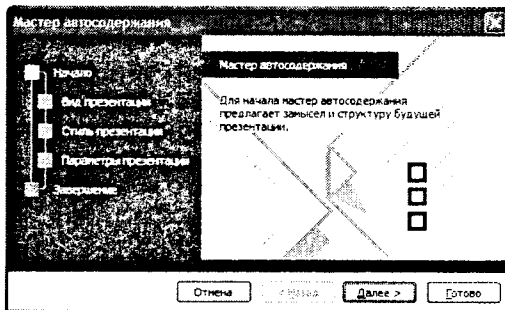 Мастер автосодержания
Начало
Вид презентации
Стиль презентации
Параметры презентации
Завершение
Мастер автосодержания
Для начала мастер автосодержания
предлагает замысел и структуру будущей
презентации.
Отмена
< Назад
Далее >
Готово